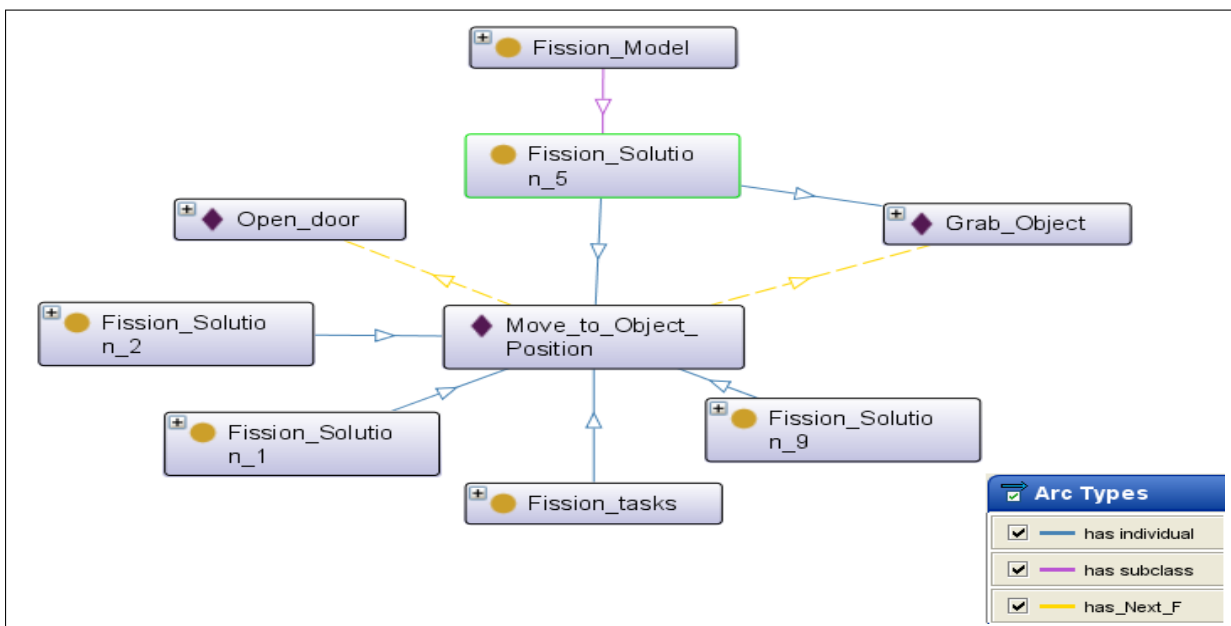 Fission_Model
Fission_Solutio
n_5
Open_door
Grab_Object
Fission_Solutio
n_2
Move_to_Object_
Position
Fission_Solutio
n_1
Fission_Solutio
n_9
Fission_tasks
Arc Types
has individual
has subclass
has_Next_F